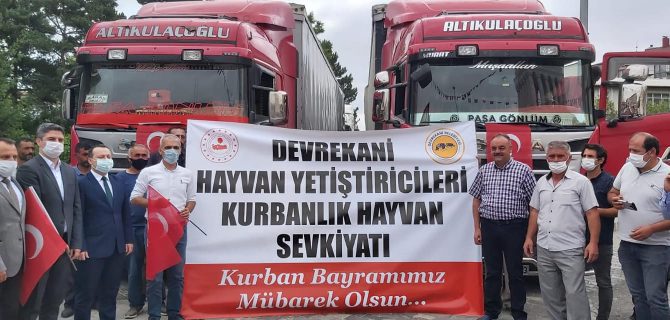 ALTIKULAÇOĞLU
ALTIKULAÇOĞLU
Maşaallah
PAŞA GÖNLÜM
DEVREKANİ
HAYVAN YETİŞTİRİCİLERİ
KURBANLIK HAYVAN
SEVKİYATI
Kurban Bayramımız
Mübarek Olsun...